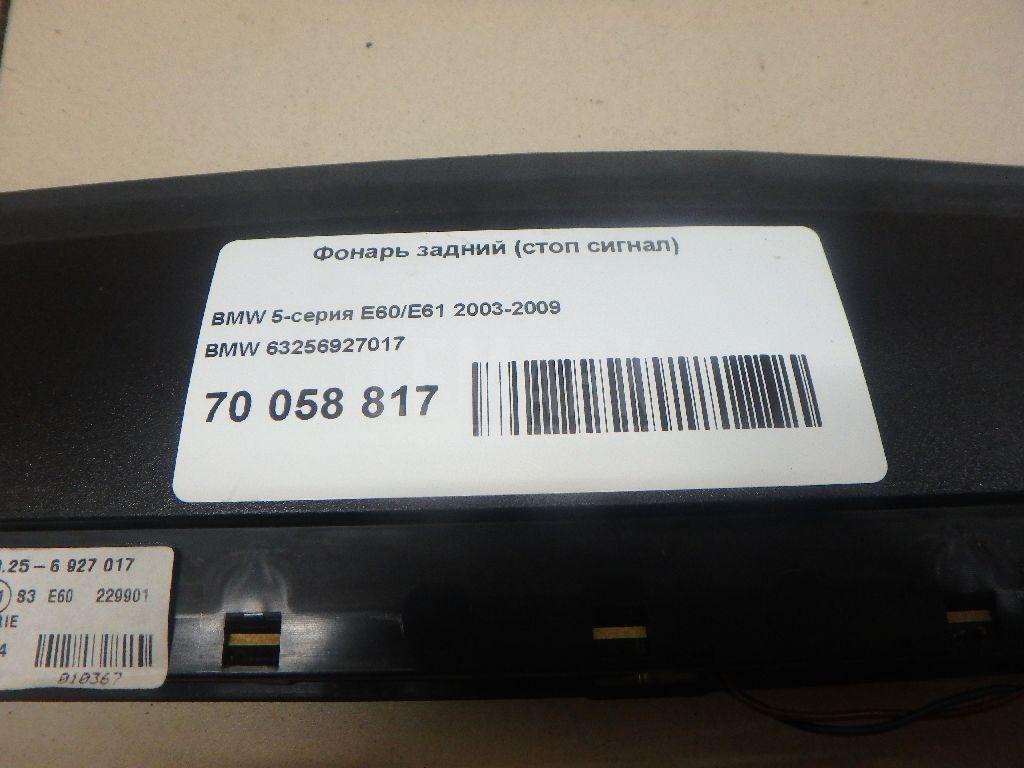 Фонарь задний (стоп сигнал)
BMW 5-серия E60/E61 2003-2009
BMW 63256927017
70 058 817
.25-6 927 017
S3 E60 229901
RIE
4
010367